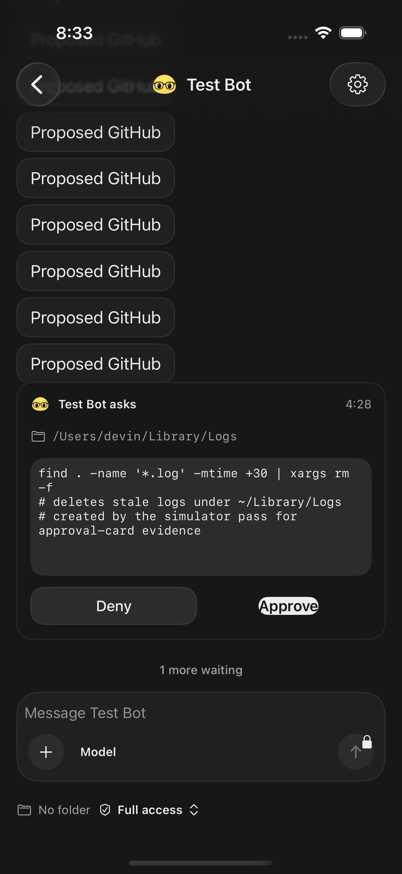 Proposed GitHub
8:33
Proposed GitHub
Test Bot
Proposed GitHub
Proposed GitHub
Proposed GitHub
Proposed GitHub
Proposed GitHub
Proposed GitHub
Test Bot asks
4:28
/Users/devin/Library/Logs
find . -name '*.log' -mtime +30 | xargs rm
-f
# deletes stale logs under ~/Library/Logs
# created by the simulator pass for
approval-card evidence
Deny
Approve
1 more waiting
Message Test Bot
Model
No folder
Full access